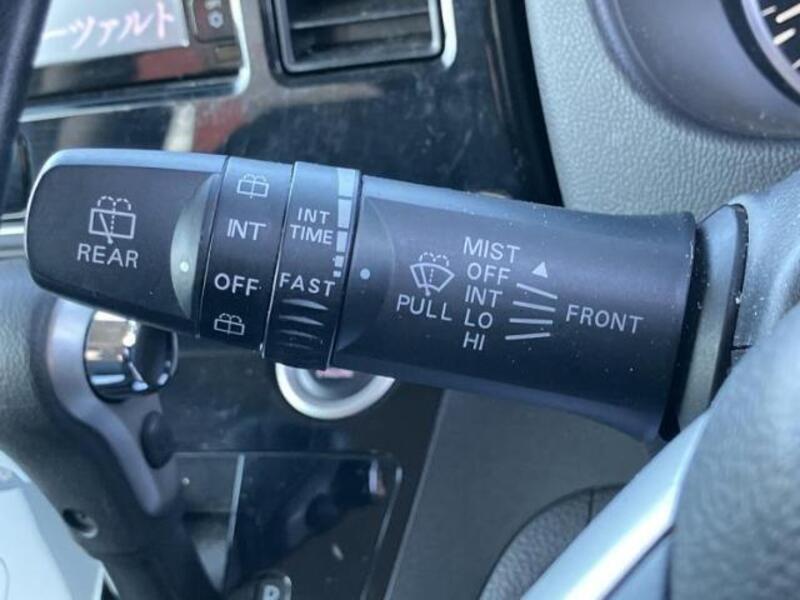 ーツァルト
REAR
INT
OFF
INT
TIME
FAST
PULL
MIST
OFF
INT
LO
HI
FRONT
P